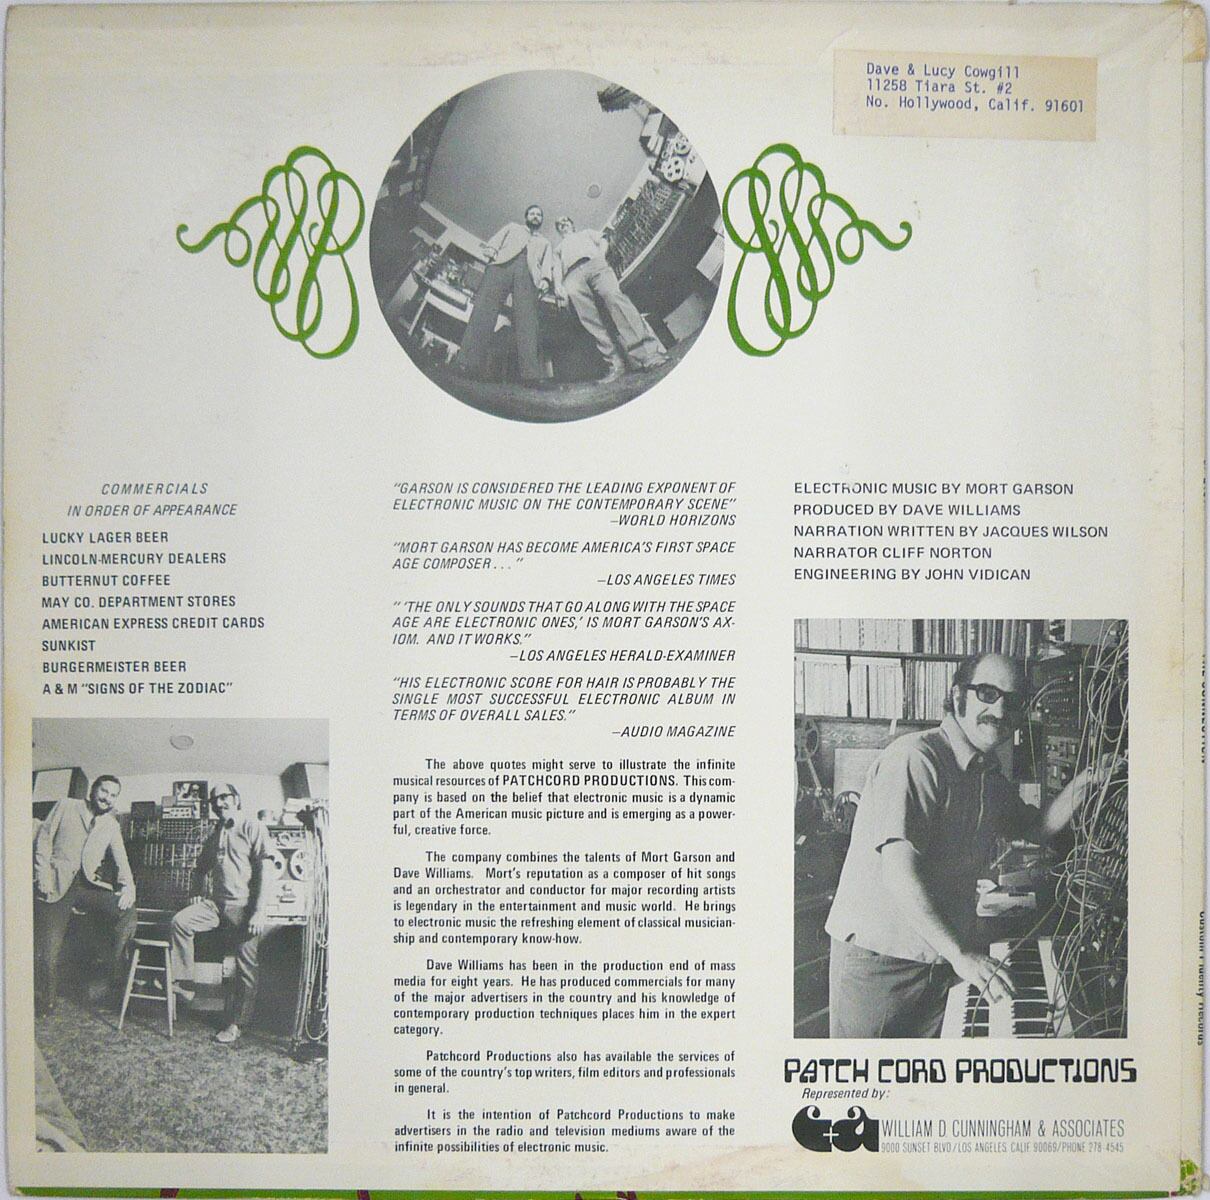 Dave & Lucy Cowgill
11258 Tiara St. #2
No. Hollywood, Calif. 91601
COMMERCIALS
IN ORDER OF APPEARANCE
LUCKY LAGER BEER
LINCOLN-MERCURY DEALERS
BUTTERNUT COFFEE
MAY CO. DEPARTMENT STORES
AMERICAN EXPRESS CREDIT CARDS
SUNKIST
BURGERMEISTER BEER
A & M "SIGNS OF THE ZODIAC"
"GARSON IS CONSIDERED THE LEADING EXPONENT OF
ELECTRONIC MUSIC ON THE CONTEMPORARY SCENE"
—WORLD HORIZONS
"MORT GARSON HAS BECOME AMERICA'S FIRST SPACE
AGE COMPOSER . . . "
—LOS ANGELES TIMES
" 'THE ONLY SOUNDS THAT GO ALONG WITH THE SPACE
AGE ARE ELECTRONIC ONES,' IS MORT GARSON'S AX-
IOM. AND IT WORKS."
—LOS ANGELES HERALD-EXAMINER
"HIS ELECTRONIC SCORE FOR HAIR IS PROBABLY THE
SINGLE MOST SUCCESSFUL ELECTRONIC ALBUM IN
TERMS OF OVERALL SALES."
—AUDIO MAGAZINE
The above quotes might serve to illustrate the infinite
musical resources of PATCHCORD PRODUCTIONS. This com-
pany is based on the belief that electronic music is a dynamic
part of the American music picture and is emerging as a power-
ful, creative force.
The company combines the talents of Mort Garson and
Dave Williams. Mort's reputation as a composer of hit songs
and an orchestrator and conductor for major recording artists
is legendary in the entertainment and music world. He brings
to electronic music the refreshing element of classical musician-
ship and contemporary know-how.
Dave Williams has been in the production end of mass
media for eight years. He has produced commercials for many
of the major advertisers in the country and his knowledge of
contemporary production techniques places him in the expert
category.
Patchcord Productions also has available the services of
some of the country's top writers, film editors and professionals
in general.
It is the intention of Patchcord Productions to make
advertisers in the radio and television mediums aware of the
infinite possibilities of electronic music.
ELECTRONIC MUSIC BY MORT GARSON
PRODUCED BY DAVE WILLIAMS
NARRATION WRITTEN BY JACQUES WILSON
NARRATOR CLIFF NORTON
ENGINEERING BY JOHN VIDICAN
PATCH CORD PRODUCTIONS
Represented by:
C+A WILLIAM D. CUNNINGHAM & ASSOCIATES
9000 SUNSET BLVD / LOS ANGELES, CALIF. 90069 / PHONE 278-4545